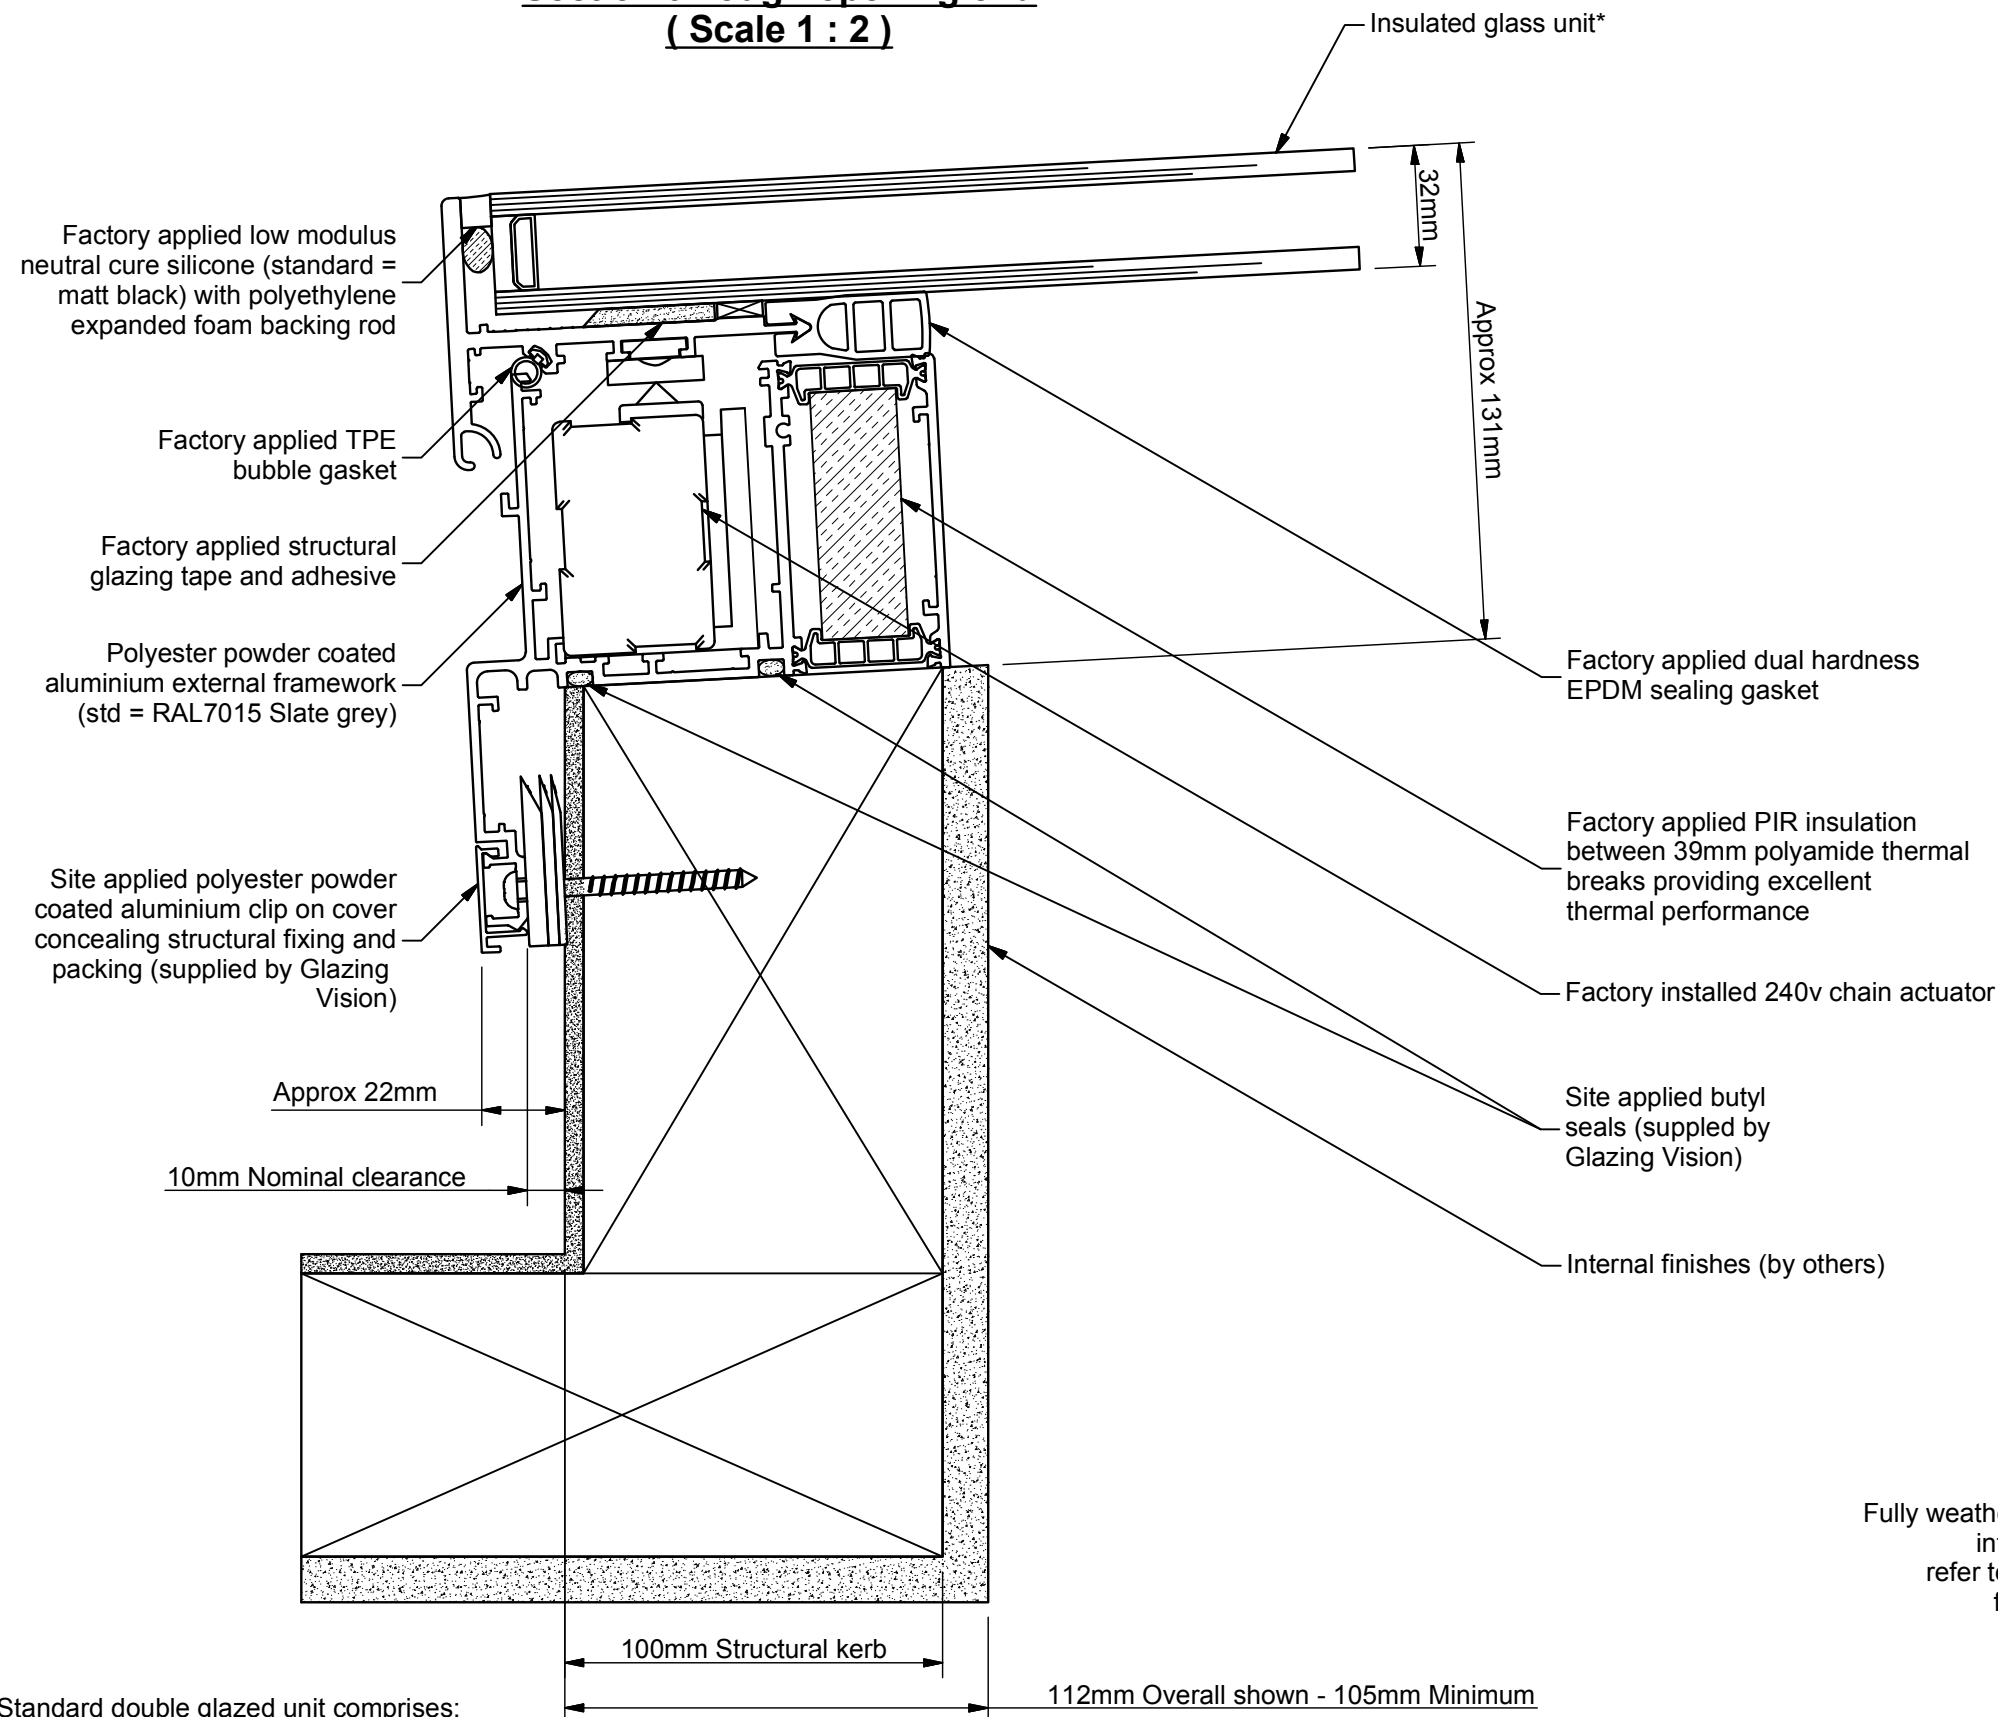 ( Scale 1 : 2 )
Insulated glass unit*
32mm
Approx 131mm
Factory applied low modulus
neutral cure silicone (standard =
matt black) with polyethylene
expanded foam backing rod
Factory applied TPE
bubble gasket
Factory applied structural
glazing tape and adhesive
Polyester powder coated
aluminium external framework
(std = RAL7015 Slate grey)
Site applied polyester powder
coated aluminium clip on cover
concealing structural fixing and
packing (supplied by Glazing
Vision)
Approx 22mm
10mm Nominal clearance
Factory applied dual hardness
EPDM sealing gasket
Factory applied PIR insulation
between 39mm polyamide thermal
breaks providing excellent
thermal performance
Factory installed 240v chain actuator
Site applied butyl
seals (suppled by
Glazing Vision)
Internal finishes (by others)
Fully
refer
100mm Structural kerb
112mm Overall shown - 105mm Minimum
Standard double glazed unit comprises: